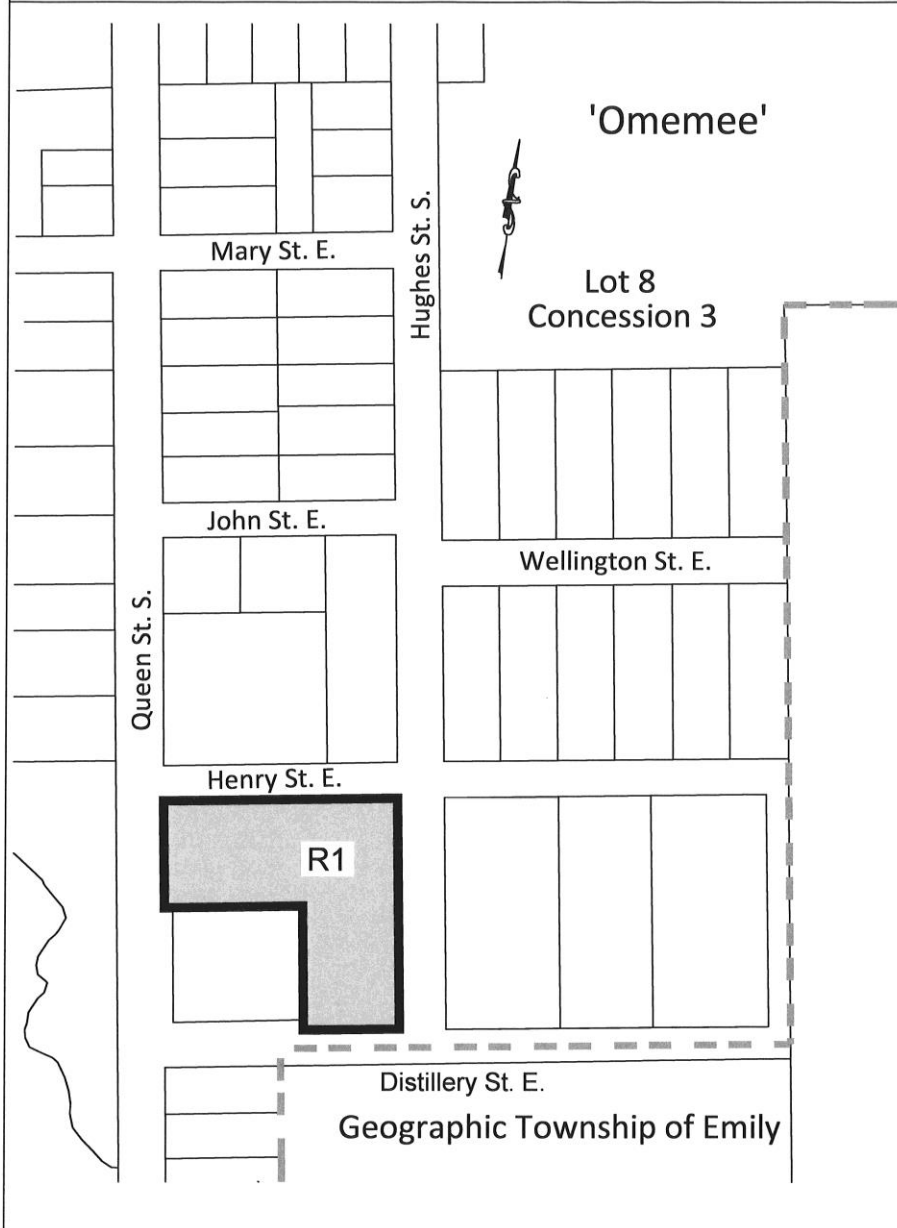 'Omemee'
Mary St. E.
Hughes St. S.
Lot 8
Concession 3
John St. E.
Wellington St. E.
Queen St. S.
Henry St. E.
R1
Distillery St. E.
Geographic Township of Emily